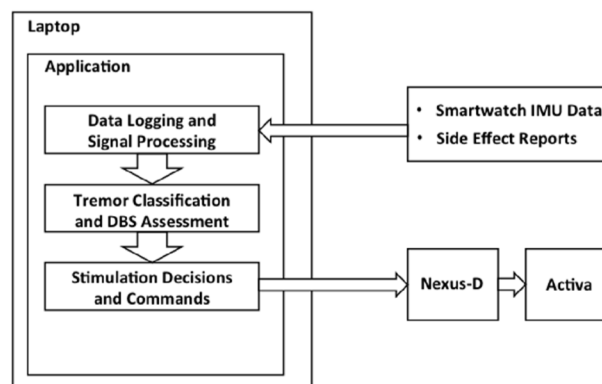 Laptop
Application
Data Logging and
Signal Processing
• Smartwatch IMU Data
• Side Effect Reports
Tremor Classification
and DBS Assessment
Stimulation Decisions
and Commands
Nexus-D
Activa